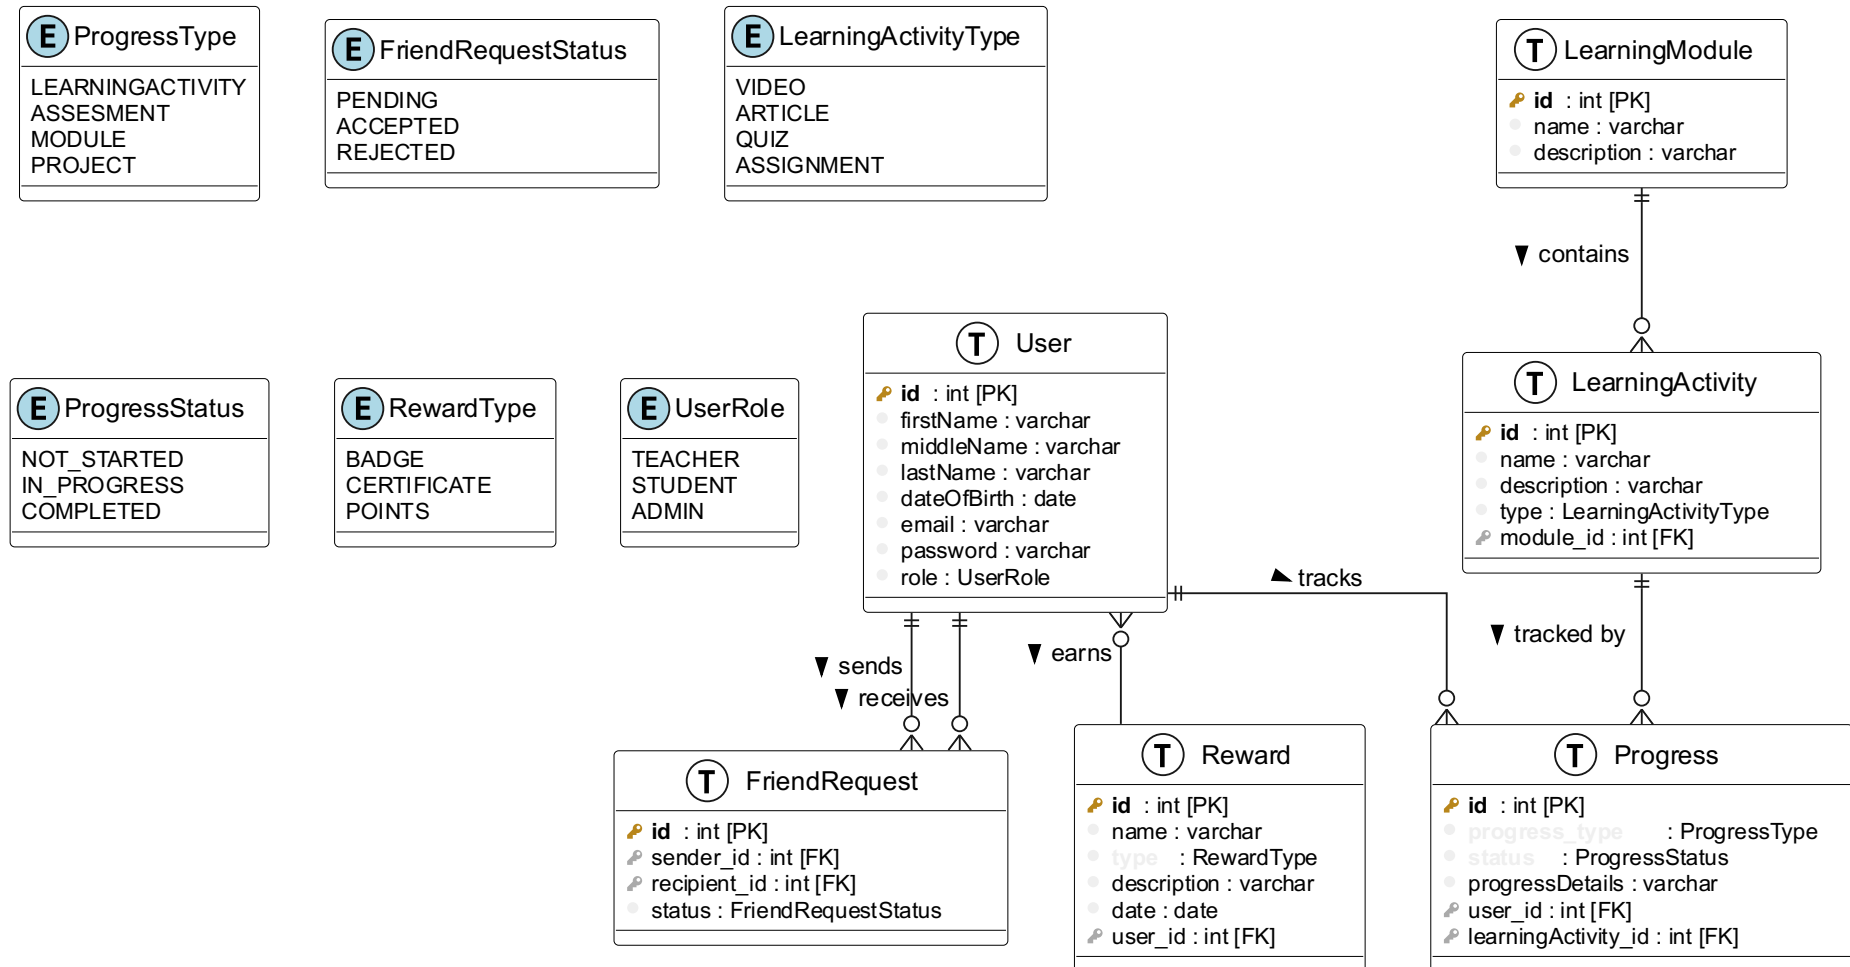 E ProgressType
LEARNINGACTIVITY
ASSESMENT
MODULE
PROJECT
E FriendRequestStatus
PENDING
ACCEPTED
REJECTED
E LearningActivityType
VIDEO
ARTICLE
QUIZ
ASSIGNMENT
T LearningModule
id : int [PK]
name : varchar
description : varchar
contains
E ProgressStatus
NOT_STARTED
IN_PROGRESS
COMPLETED
E RewardType
BADGE
CERTIFICATE
POINTS
E UserRole
TEACHER
STUDENT
ADMIN
T User
id : int [PK]
firstName : varchar
middleName : varchar
lastName : varchar
dateOfBirth : date
email : varchar
password : varchar
role : UserRole
T LearningActivity
id : int [PK]
name : varchar
description : varchar
type : LearningActivityType
module_id : int [FK]
tracks
tracked by
sends
receives
earns
T FriendRequest
id : int [PK]
sender_id : int [FK]
recipient_id : int [FK]
status : FriendRequestStatus
T Reward
id : int [PK]
name : varchar
type : RewardType
description : varchar
date : date
user_id : int [FK]
T Progress
id : int [PK]
progress_type : ProgressType
status : ProgressStatus
progressDetails : varchar
user_id : int [FK]
learningActivity_id : int [FK]